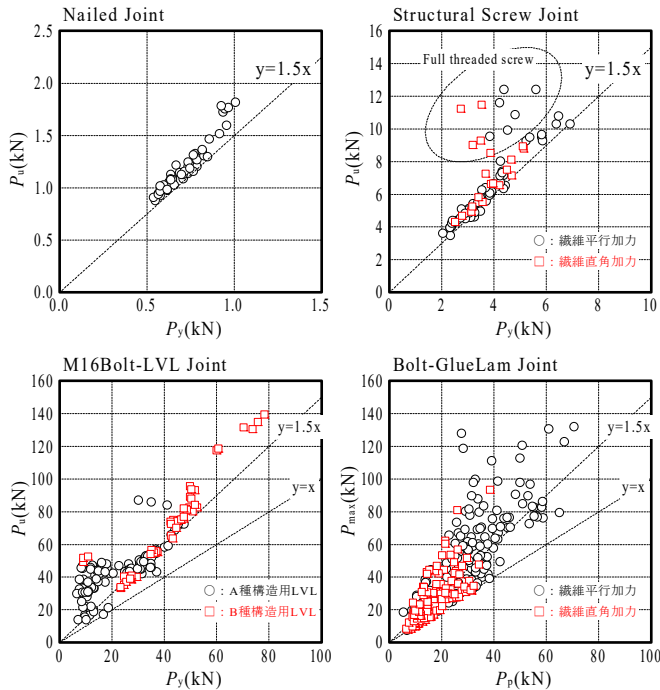 Nailed Joint
2.5
2.0
1.5
1.0
0.5
0.0
0.0
0.5
1.0
1.5
Pu(kN)
Py(kN)
y=1.5x
Structural Screw Joint
Full threaded screw
y=1.5x
16
14
12
10
8
6
4
2
0
0
2
4
6
8
10
Pu(kN)
Py(kN)
○：繊維平行加力
□：繊維直角加力
M16Bolt-LVL Joint
160
140
120
100
80
60
40
20
0
0
20
40
60
80
100
Pu(kN)
Py(kN)
y=1.5x
y=x
○：A種構造用LVL
□：B種構造用LVL
Bolt-GlueLam Joint
160
140
120
100
80
60
40
20
0
0
20
40
60
80
100
Pmax(kN)
Pp(kN)
y=1.5x
y=x
○：繊維平行加力
□：繊維直角加力